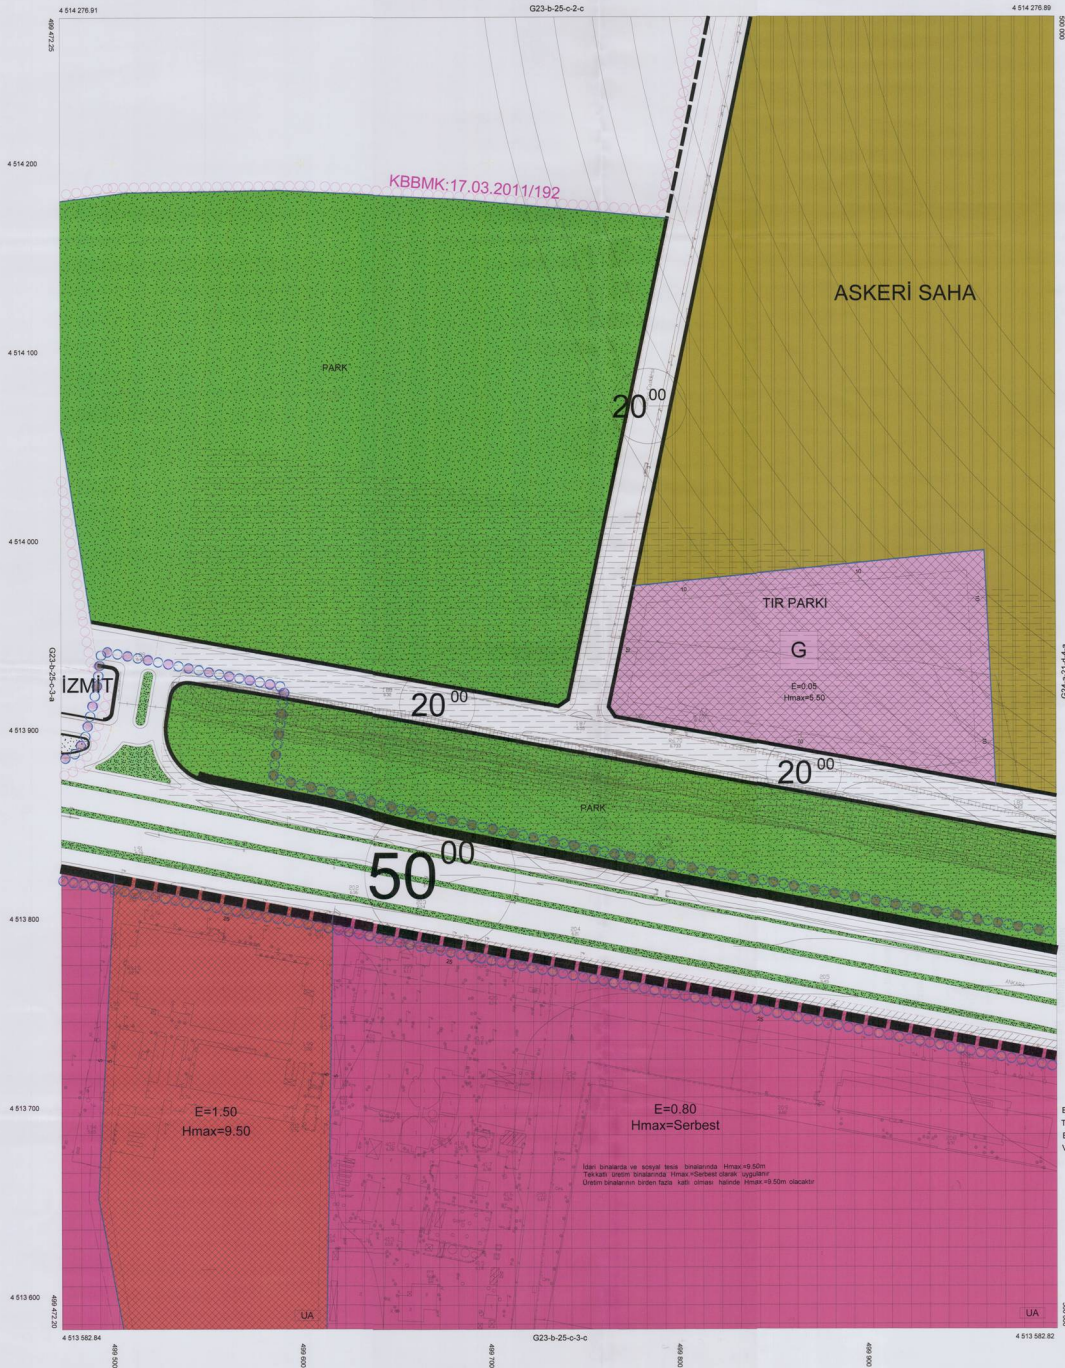 4 514 276.91
G23-b-25-c-2-c
4 514 276.89
499 472.25
500 000
4 514 200
KBBMK:17.03.2011/192
ASKERİ SAHA
4 514 100
PARK
20 00
4 514 000
TIR PARKI
G
E=0.05
Hmax=5.50
G23-b-25-c-3-a
İZMİT
20 00
4 513 900
20 00
PARK
50 00
4 513 800
25
ANKARA
E=1.50
Hmax=9.50
E=0.80
Hmax=Serbest
4 513 700
İdari binalarda ve sosyal tesis binalarında Hmax.=9.50m
Tekkatlı üretim binalarında Hmax.=Serbest olarak uygulanır
Üretim binalarının birden fazla katlı olması halinde Hmax.=9.50m olacaktır
4 513 600
499 472.20
UA
UA
4 513 582.84
G23-b-25-c-3-c
4 513 582.82
499 500
499 600
499 700
499 800
499 900